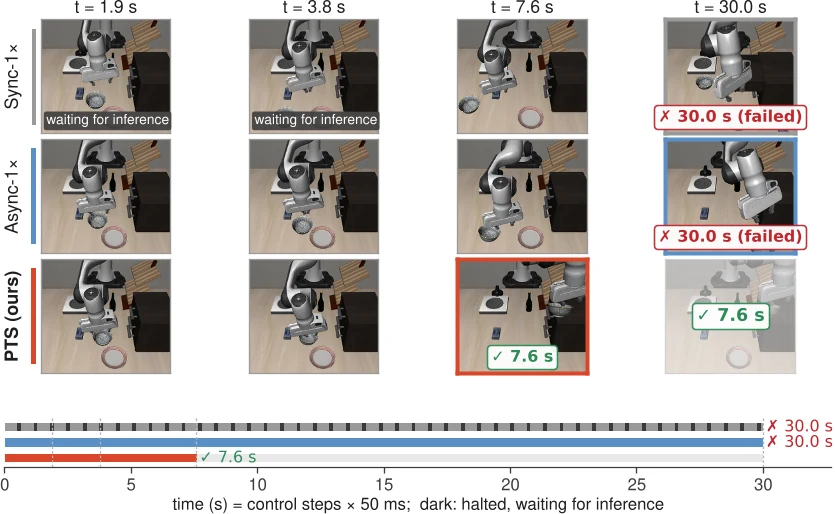 t = 1.9 s
t = 3.8 s
t = 7.6 s
t = 30.0 s
Sync-1×
waiting for inference
waiting for inference
✗ 30.0 s (failed)
Async-1×
✗ 30.0 s (failed)
PTS (ours)
✓ 7.6 s
✓ 7.6 s
✗ 30.0 s
✗ 30.0 s
✓ 7.6 s
0 5 10 15 20 25 30
time (s) = control steps × 50 ms; dark: halted, waiting for inference